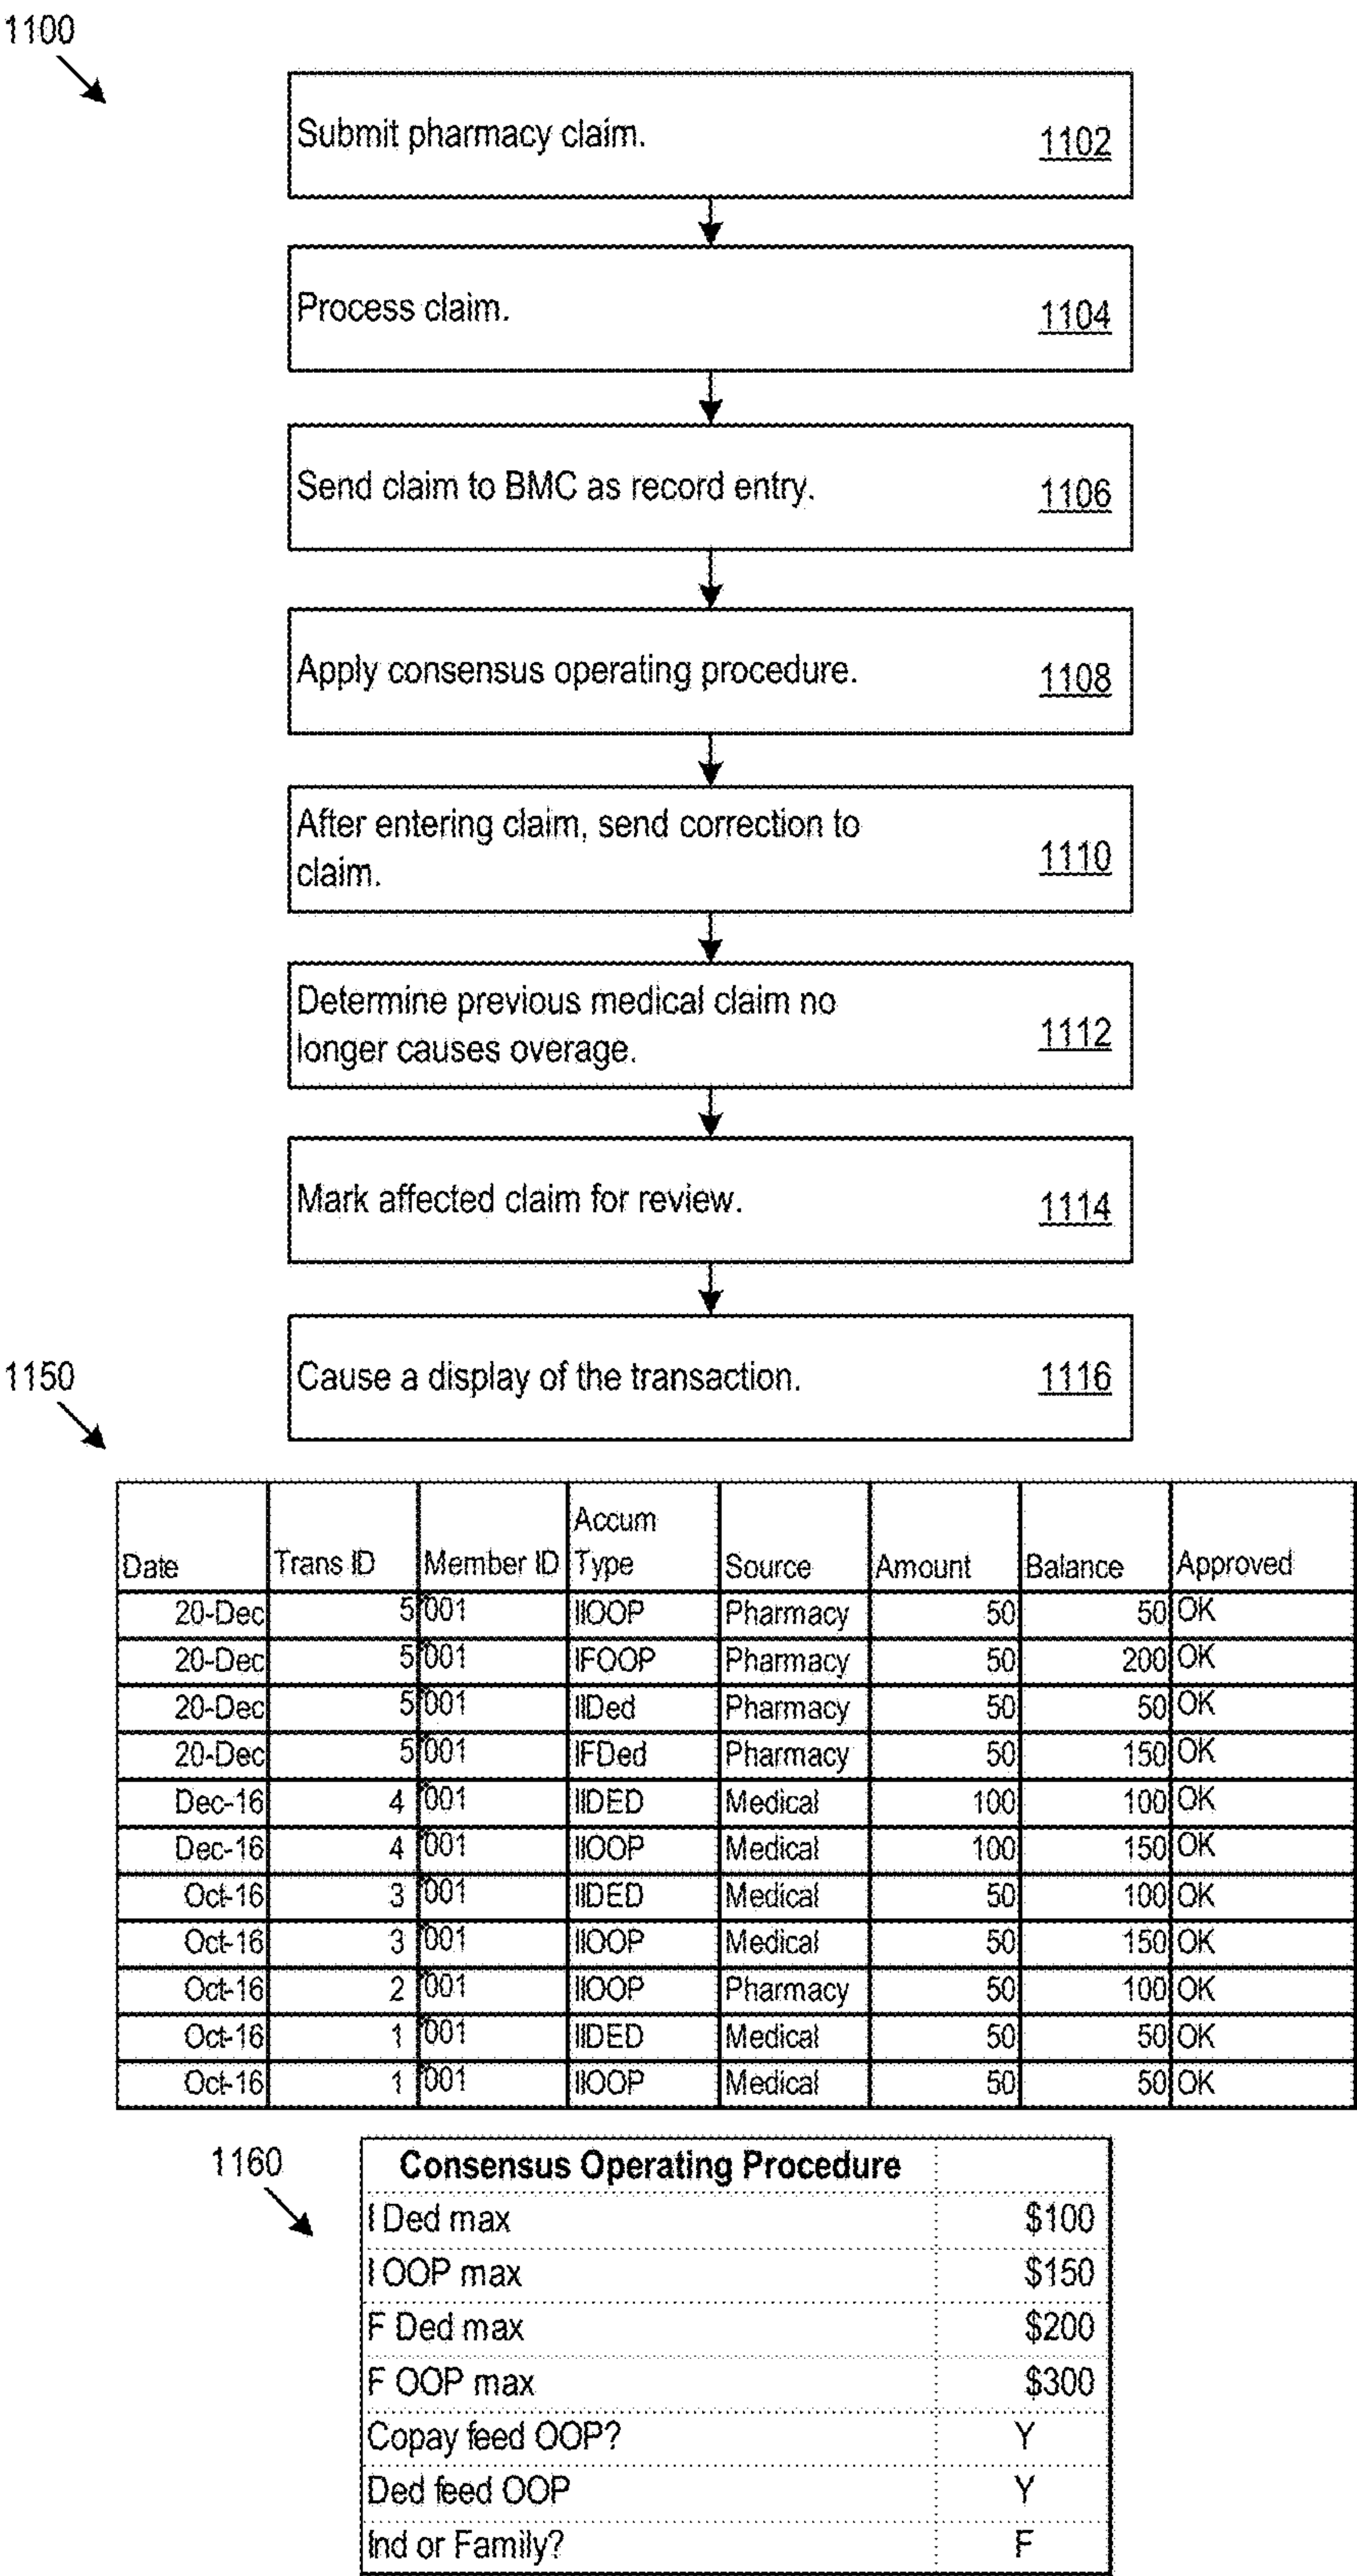 1100
Submit pharmacy claim. 1102
Process claim. 1104
Send claim to BMC as record entry. 1106
Apply consensus operating procedure. 1108
After entering claim, send correction to
claim. 1110
Determine previous medical claim no
longer causes overage. 1112
Mark affected claim for review. 1114
1150
Cause a display of the transaction. 1116
Date Trans ID Member ID Accum Type Source Amount Balance Approved
20-Dec 5 001 IIOOP Pharmacy 50 50 OK
20-Dec 5 001 IFOOP Pharmacy 50 200 OK
20-Dec 5 001 IIDed Pharmacy 50 50 OK
20-Dec 5 001 IFDed Pharmacy 50 150 OK
Dec-16 4 001 IIDED Medical 100 100 OK
Dec-16 4 001 IIOOP Medical 100 150 OK
Oct-16 3 001 IIDED Medical 50 100 OK
Oct-16 3 001 IIOOP Medical 50 150 OK
Oct-16 2 001 IIOOP Pharmacy 50 100 OK
Oct-16 1 001 IIDED Medical 50 50 OK
Oct-16 1 001 IIOOP Medical 50 50 OK
1160
Consensus Operating Procedure
I Ded max $100
I OOP max $150
F Ded max $200
F OOP max $300
Copay feed OOP? Y
Ded feed OOP Y
Ind or Family? F